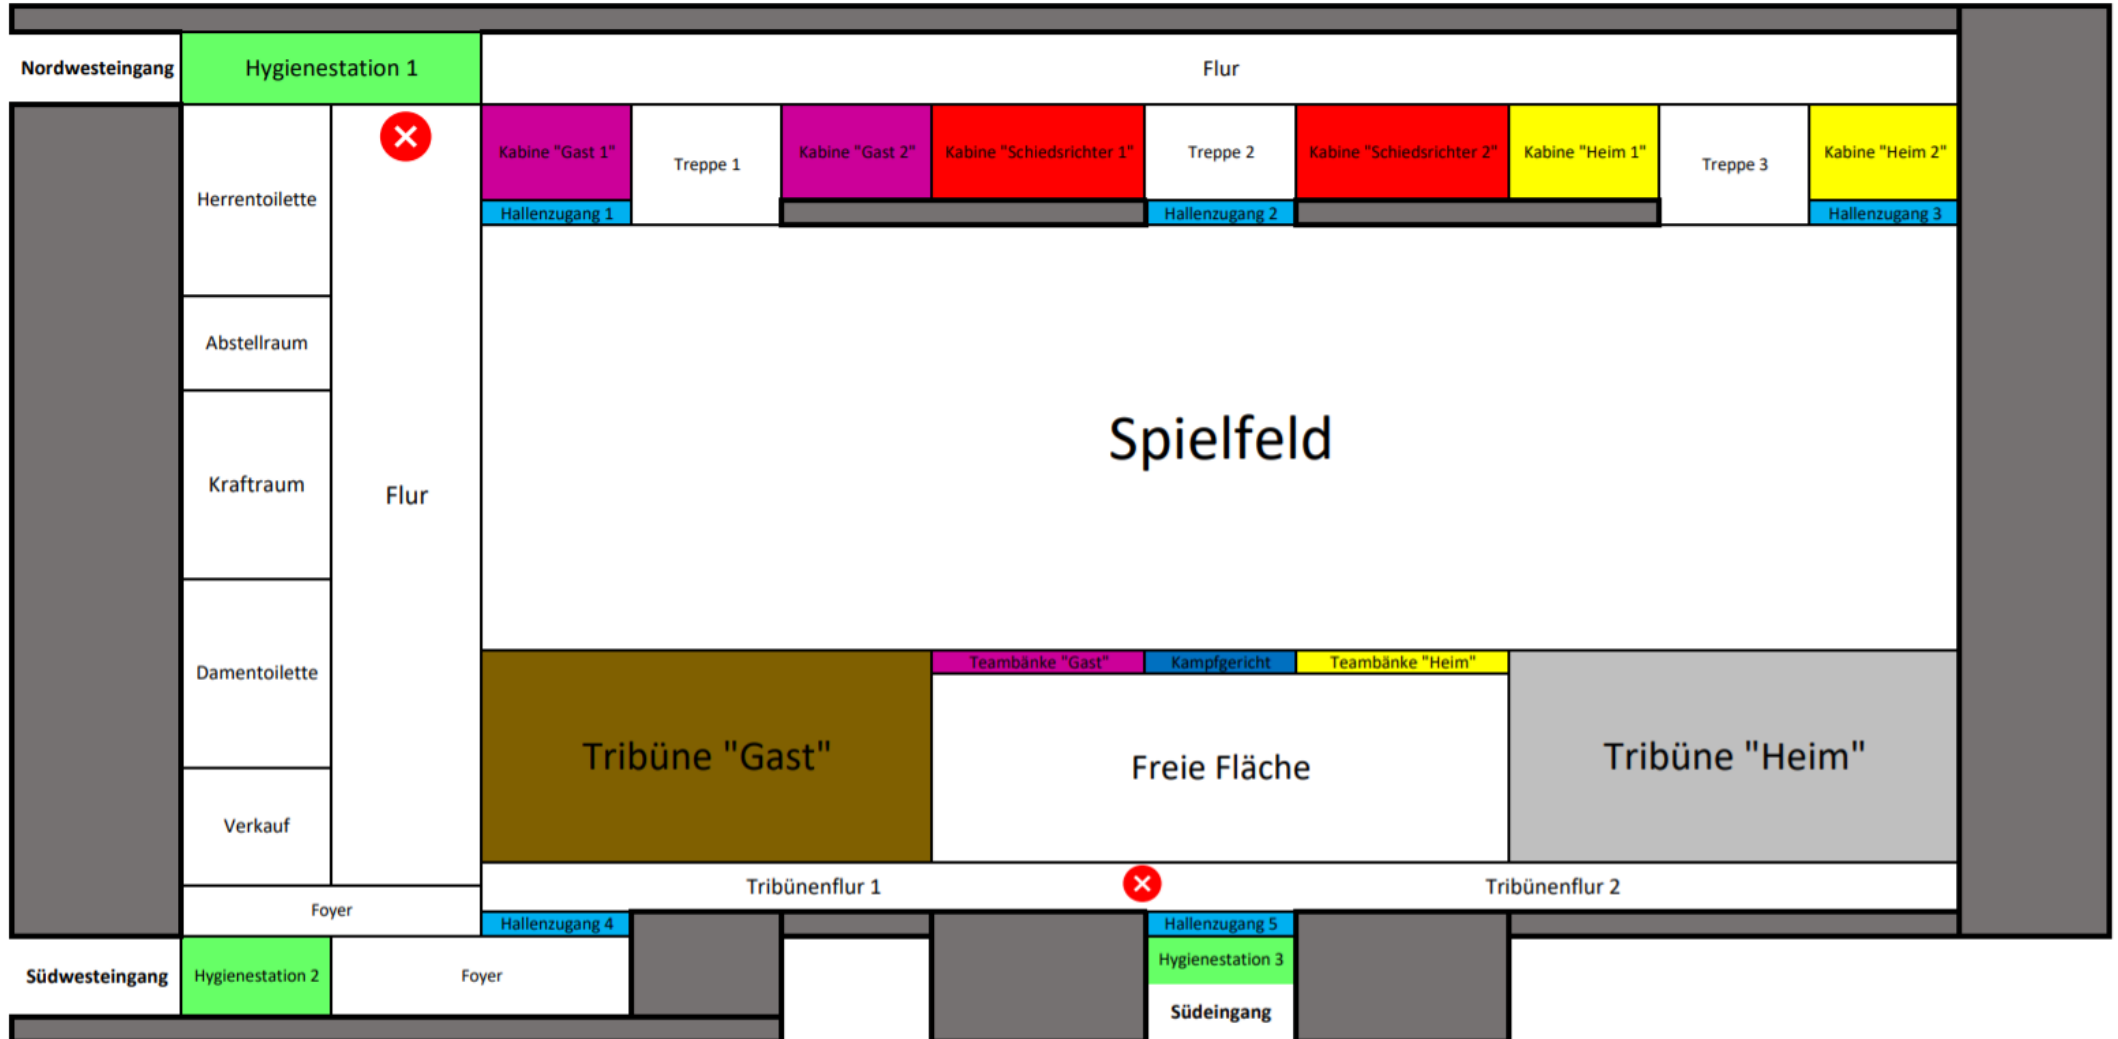 Nordwesteingang
Hygienestation 1
Flur
Kabine "Gast 1"
Treppe 1
Kabine "Gast 2"
Kabine "Schiedsrichter 1"
Treppe 2
Kabine "Schiedsrichter 2"
Kabine "Heim 1"
Treppe 3
Kabine "Heim 2"
Herrentoilette
Hallenzugang 1
Hallenzugang 2
Hallenzugang 3
Abstellraum
Spielfeld
Kraftraum
Flur
Damentoilette
Teambänke "Gast"
Kampfgericht
Teambänke "Heim"
Tribüne "Gast"
Freie Fläche
Tribüne "Heim"
Verkauf
Tribünenflur 1
Tribünenflur 2
Foyer
Hallenzugang 4
Hallenzugang 5
Südwesteingang
Hygienestation 2
Foyer
Hygienestation 3
Südeingang